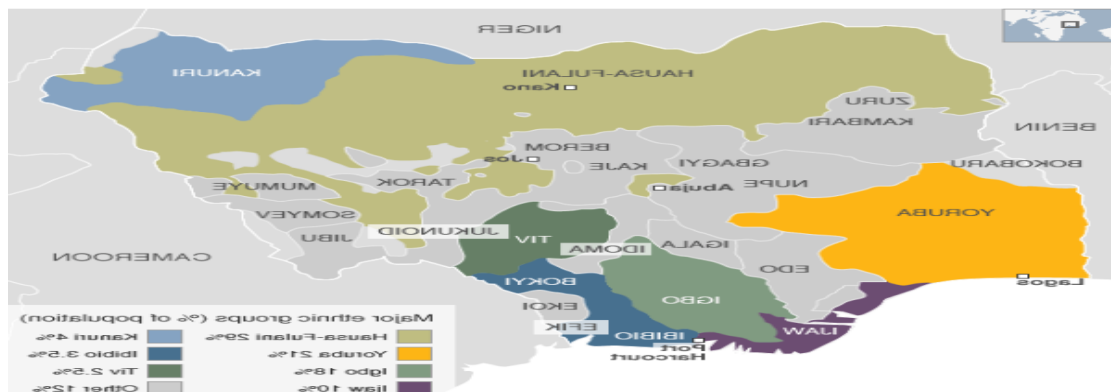 NIGER
KANURI
HAUSA-FULANI
Kano
ZURU
KAMBARI
BENIN
BEROM
Jos
KAJE
GBAGYI
BOKOBARU
MUMUYE
TAROK
Abuja
NUPE
SOMYEV
YORUBA
JUKUNOID
TIV
JIBU
IDOMA
IGALA
CAMEROON
EDO
BOKYI
Lagos
IGBO
EKOI
EFIK
IBIBIO
IJAW
Port
Harcourt
Major ethnic groups (% of population)
Hausa-Fulani 29%
Kanuri 4%
Yoruba 21%
Ibibio 3.5%
Igbo 18%
Tiv 2.5%
Ijaw 10%
Other 12%